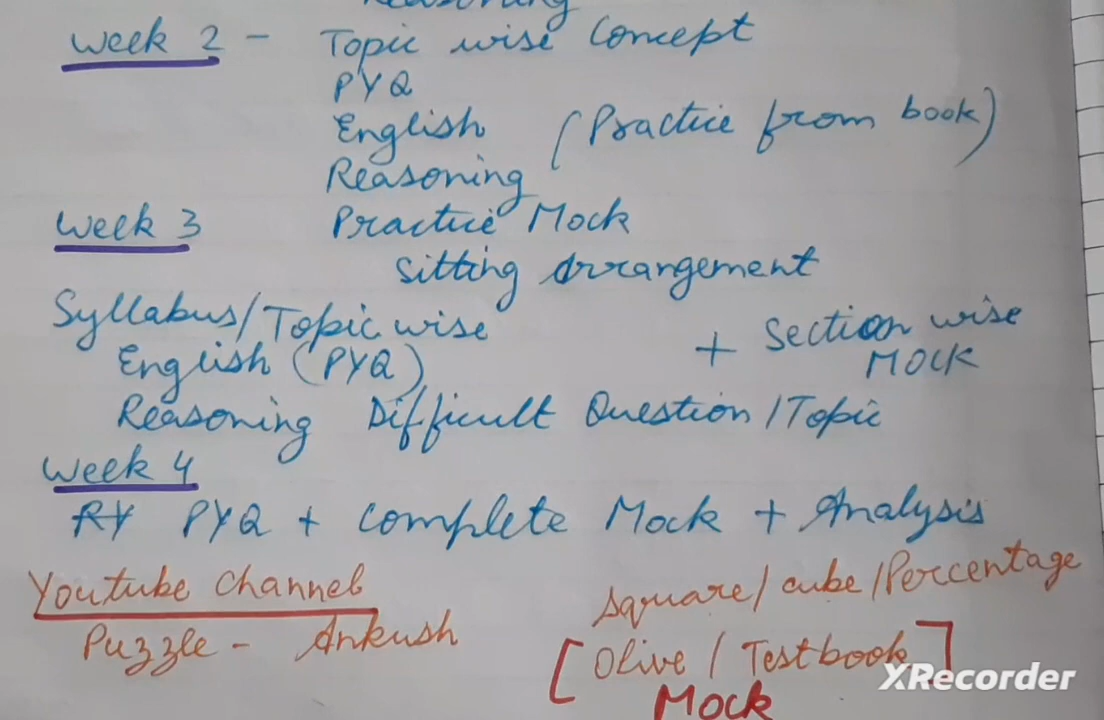 Reasoning
Week 2 - Topic wise Concept
PYQ
English (Practice from book)
Reasoning
Week 3 Practice Mock
Sitting Arrangement
Syllabus/Topic wise + Section wise
English (PYQ) MOCK
Reasoning Difficult Question/Topic
Week 4
PYQ + Complete Mock + Analysis
Youtube Channel Square/cube/Percentage
Puzzle - Ankush [Olive / Testbook]
Mock
XRecorder